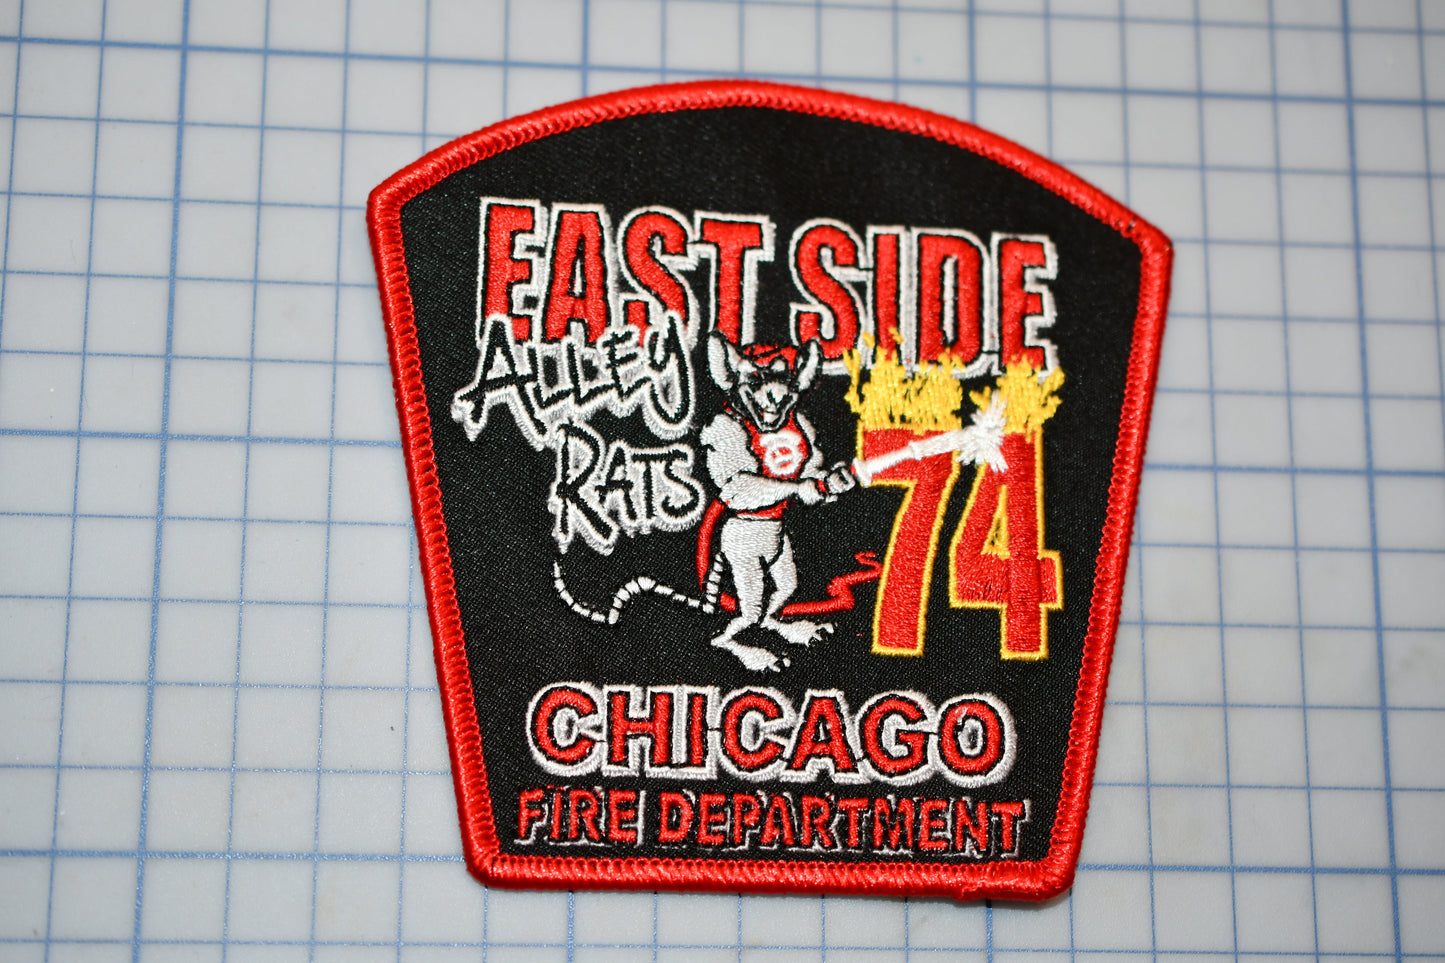 EAST SIDE
ALLEY
RATS
74
CHICAGO
FIRE DEPARTMENT